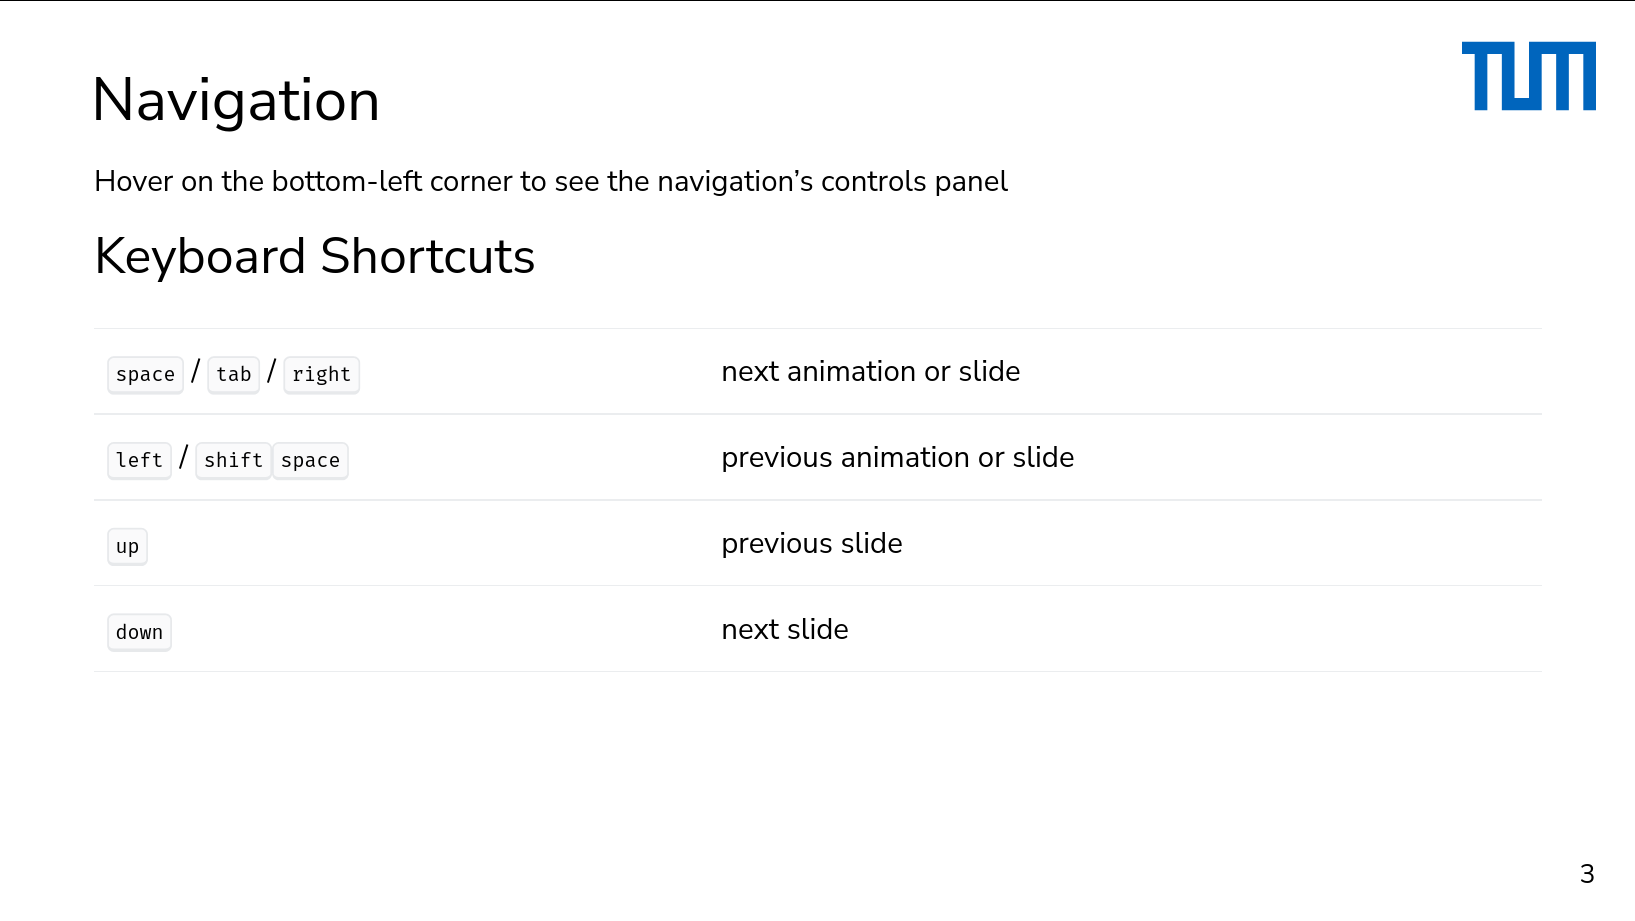 TUM
Navigation
Hover on the bottom-left corner to see the navigation’s controls panel
Keyboard Shortcuts
space / tab / right next animation or slide
left / shift space previous animation or slide
up previous slide
down next slide
3